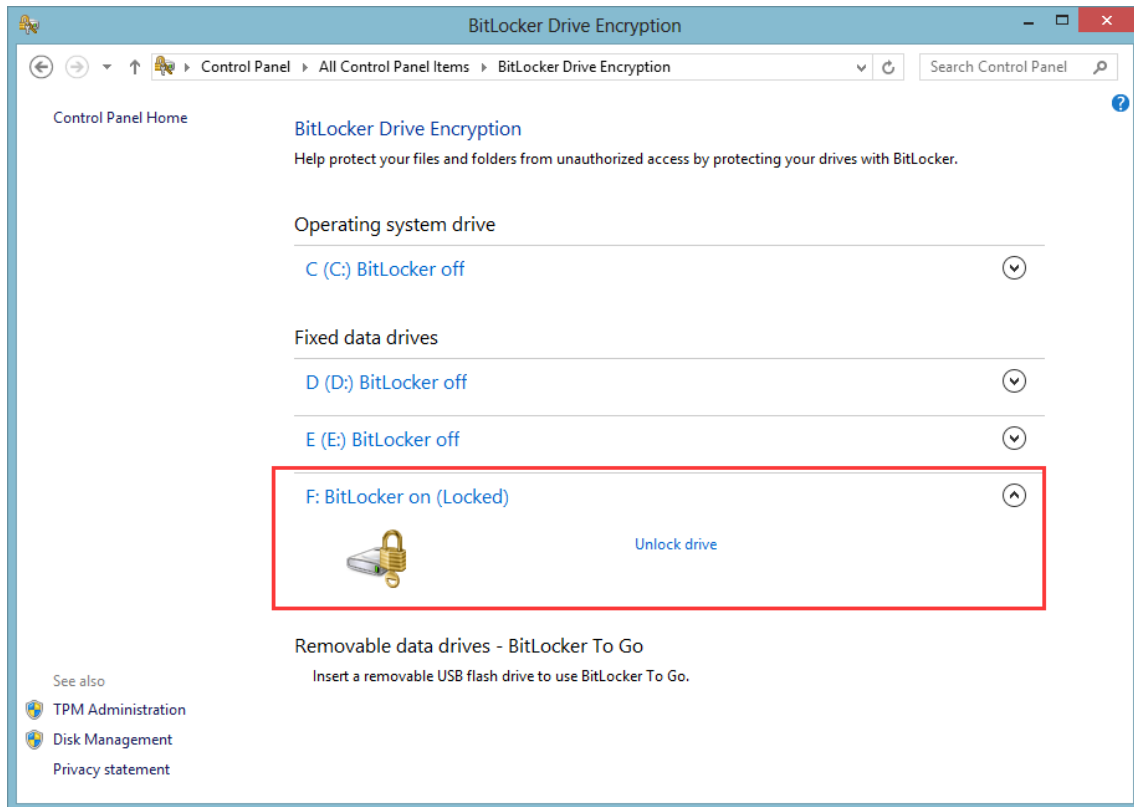 BitLocker Drive Encryption
Control Panel
All Control Panel Items
BitLocker Drive Encryption
Search Control Panel
Control Panel Home
BitLocker Drive Encryption
Help protect your files and folders from unauthorized access by protecting your drives with BitLocker.
Operating system drive
C (C:) BitLocker off
Fixed data drives
D (D:) BitLocker off
E (E:) BitLocker off
F: BitLocker on (Locked)
Unlock drive
Removable data drives - BitLocker To Go
Insert a removable USB flash drive to use BitLocker To Go.
See also
TPM Administration
Disk Management
Privacy statement